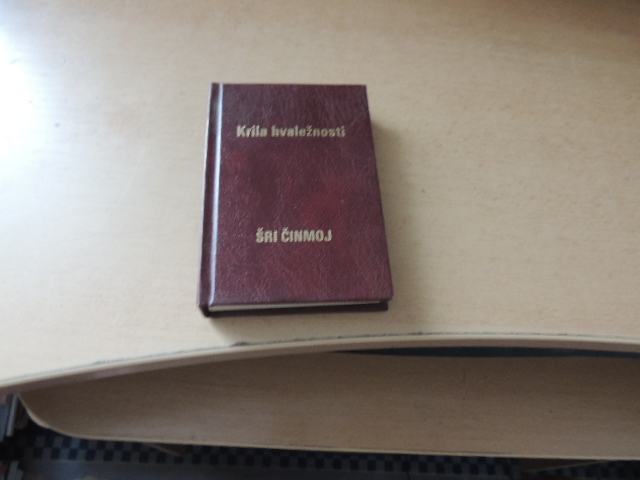 Krila hvaležnosti
ŠRI ČINMOJ